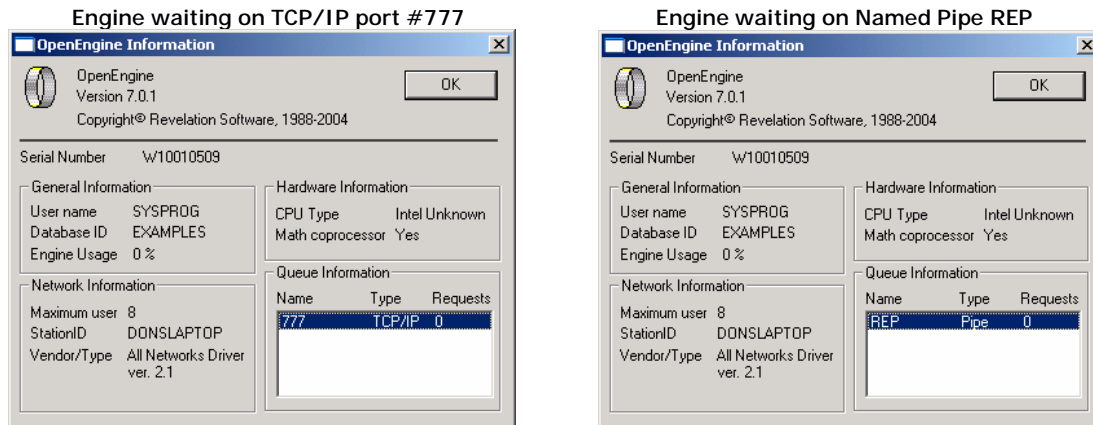 Engine waiting on TCP/IP port #777
OpenEngine Information
OpenEngine
Version 7.0.1
Copyright© Revelation Software, 1988-2004
OK
Serial Number W10010509
General Information
User name SYSPROG
Database ID EXAMPLES
Engine Usage 0 %
Hardware Information
CPU Type Intel Unknown
Math coprocessor Yes
Network Information
Maximum user 8
StationID DONSLAPTOP
Vendor/Type All Networks Driver
ver. 2.1
Queue Information
Name Type Requests
777 TCP/IP 0
Engine waiting on Named Pipe REP
OpenEngine Information
OpenEngine
Version 7.0.1
Copyright© Revelation Software, 1988-2004
OK
Serial Number W10010509
General Information
User name SYSPROG
Database ID EXAMPLES
Engine Usage 0 %
Hardware Information
CPU Type Intel Unknown
Math coprocessor Yes
Network Information
Maximum user 8
StationID DONSLAPTOP
Vendor/Type All Networks Driver
ver. 2.1
Queue Information
Name Type Requests
REP Pipe 0